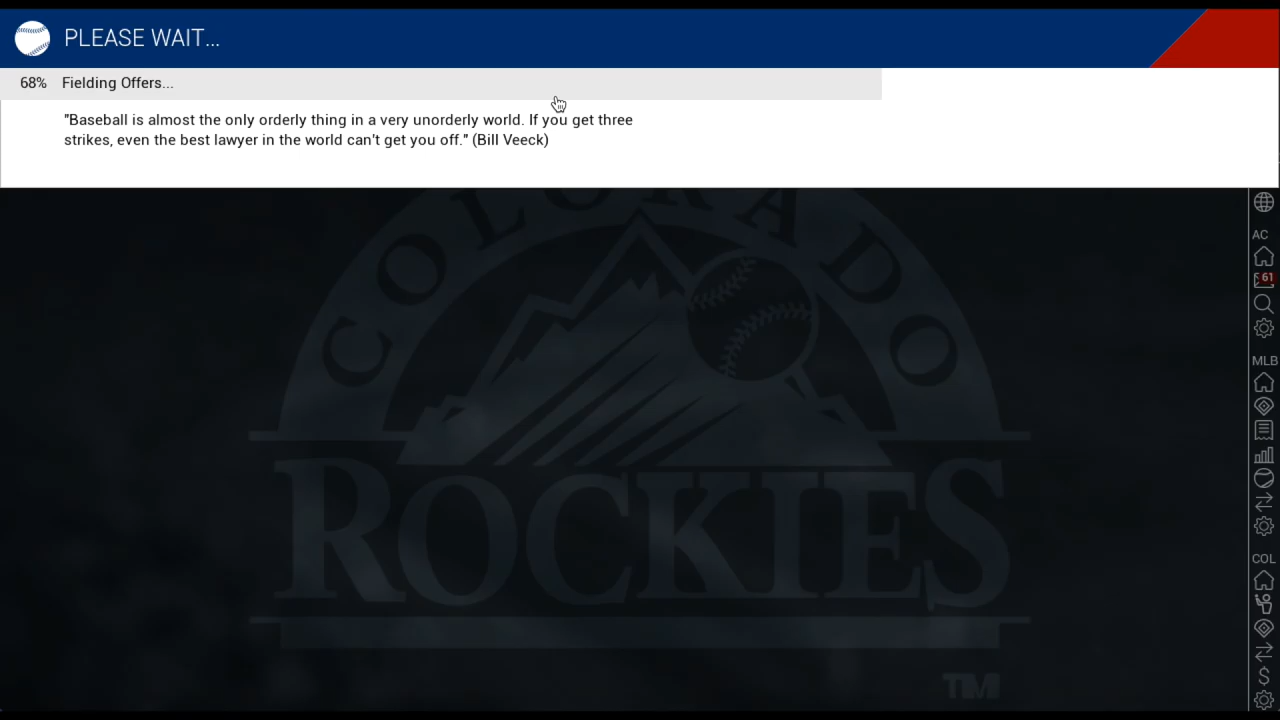 PLEASE WAIT...
68% Fielding Offers...
"Baseball is almost the only orderly thing in a very unorderly world. If you get three
strikes, even the best lawyer in the world can't get you off." (Bill Veeck)
COLORADO
ROCKIES
TM
AC
61
MLB
COL